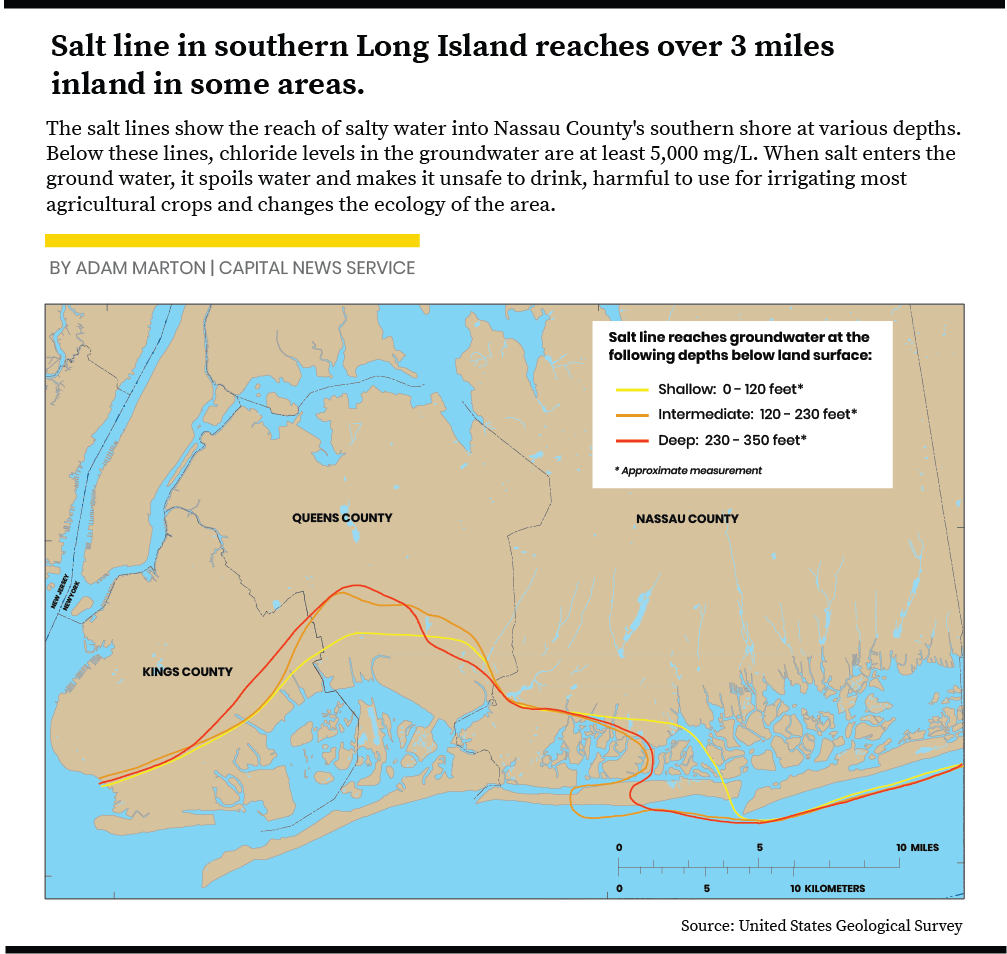 Salt line in southern Long Island reaches over 3 miles
inland in some areas.
The salt lines show the reach of salty water into Nassau County's southern shore at various depths.
Below these lines, chloride levels in the groundwater are at least 5,000 mg/L. When salt enters the
ground water, it spoils water and makes it unsafe to drink, harmful to use for irrigating most
agricultural crops and changes the ecology of the area.
BY ADAM MARTON | CAPITAL NEWS SERVICE
Salt line reaches groundwater at the
following depths below land surface:
Shallow: 0 - 120 feet*
Intermediate: 120 - 230 feet*
Deep: 230 - 350 feet*
* Approximate measurement
QUEENS COUNTY
NASSAU COUNTY
NEW JERSEY
NEW YORK
KINGS COUNTY
0 5 10 MILES
0 5 10 KILOMETERS
Source: United States Geological Survey